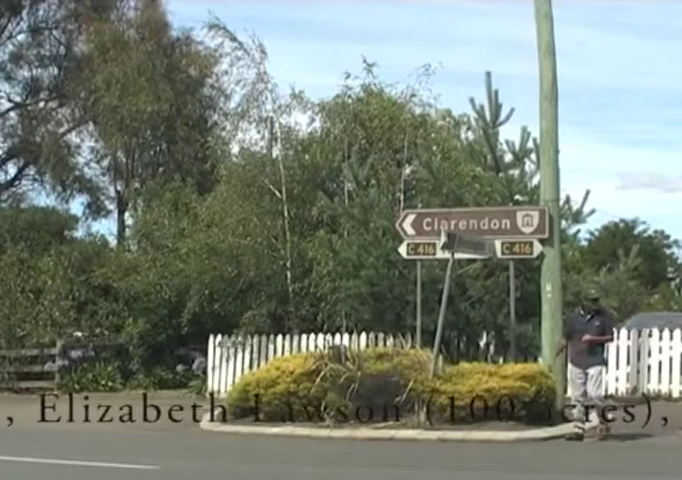 Clarendon
C 416 C 416
, Elizabeth Lawson (100 acres),